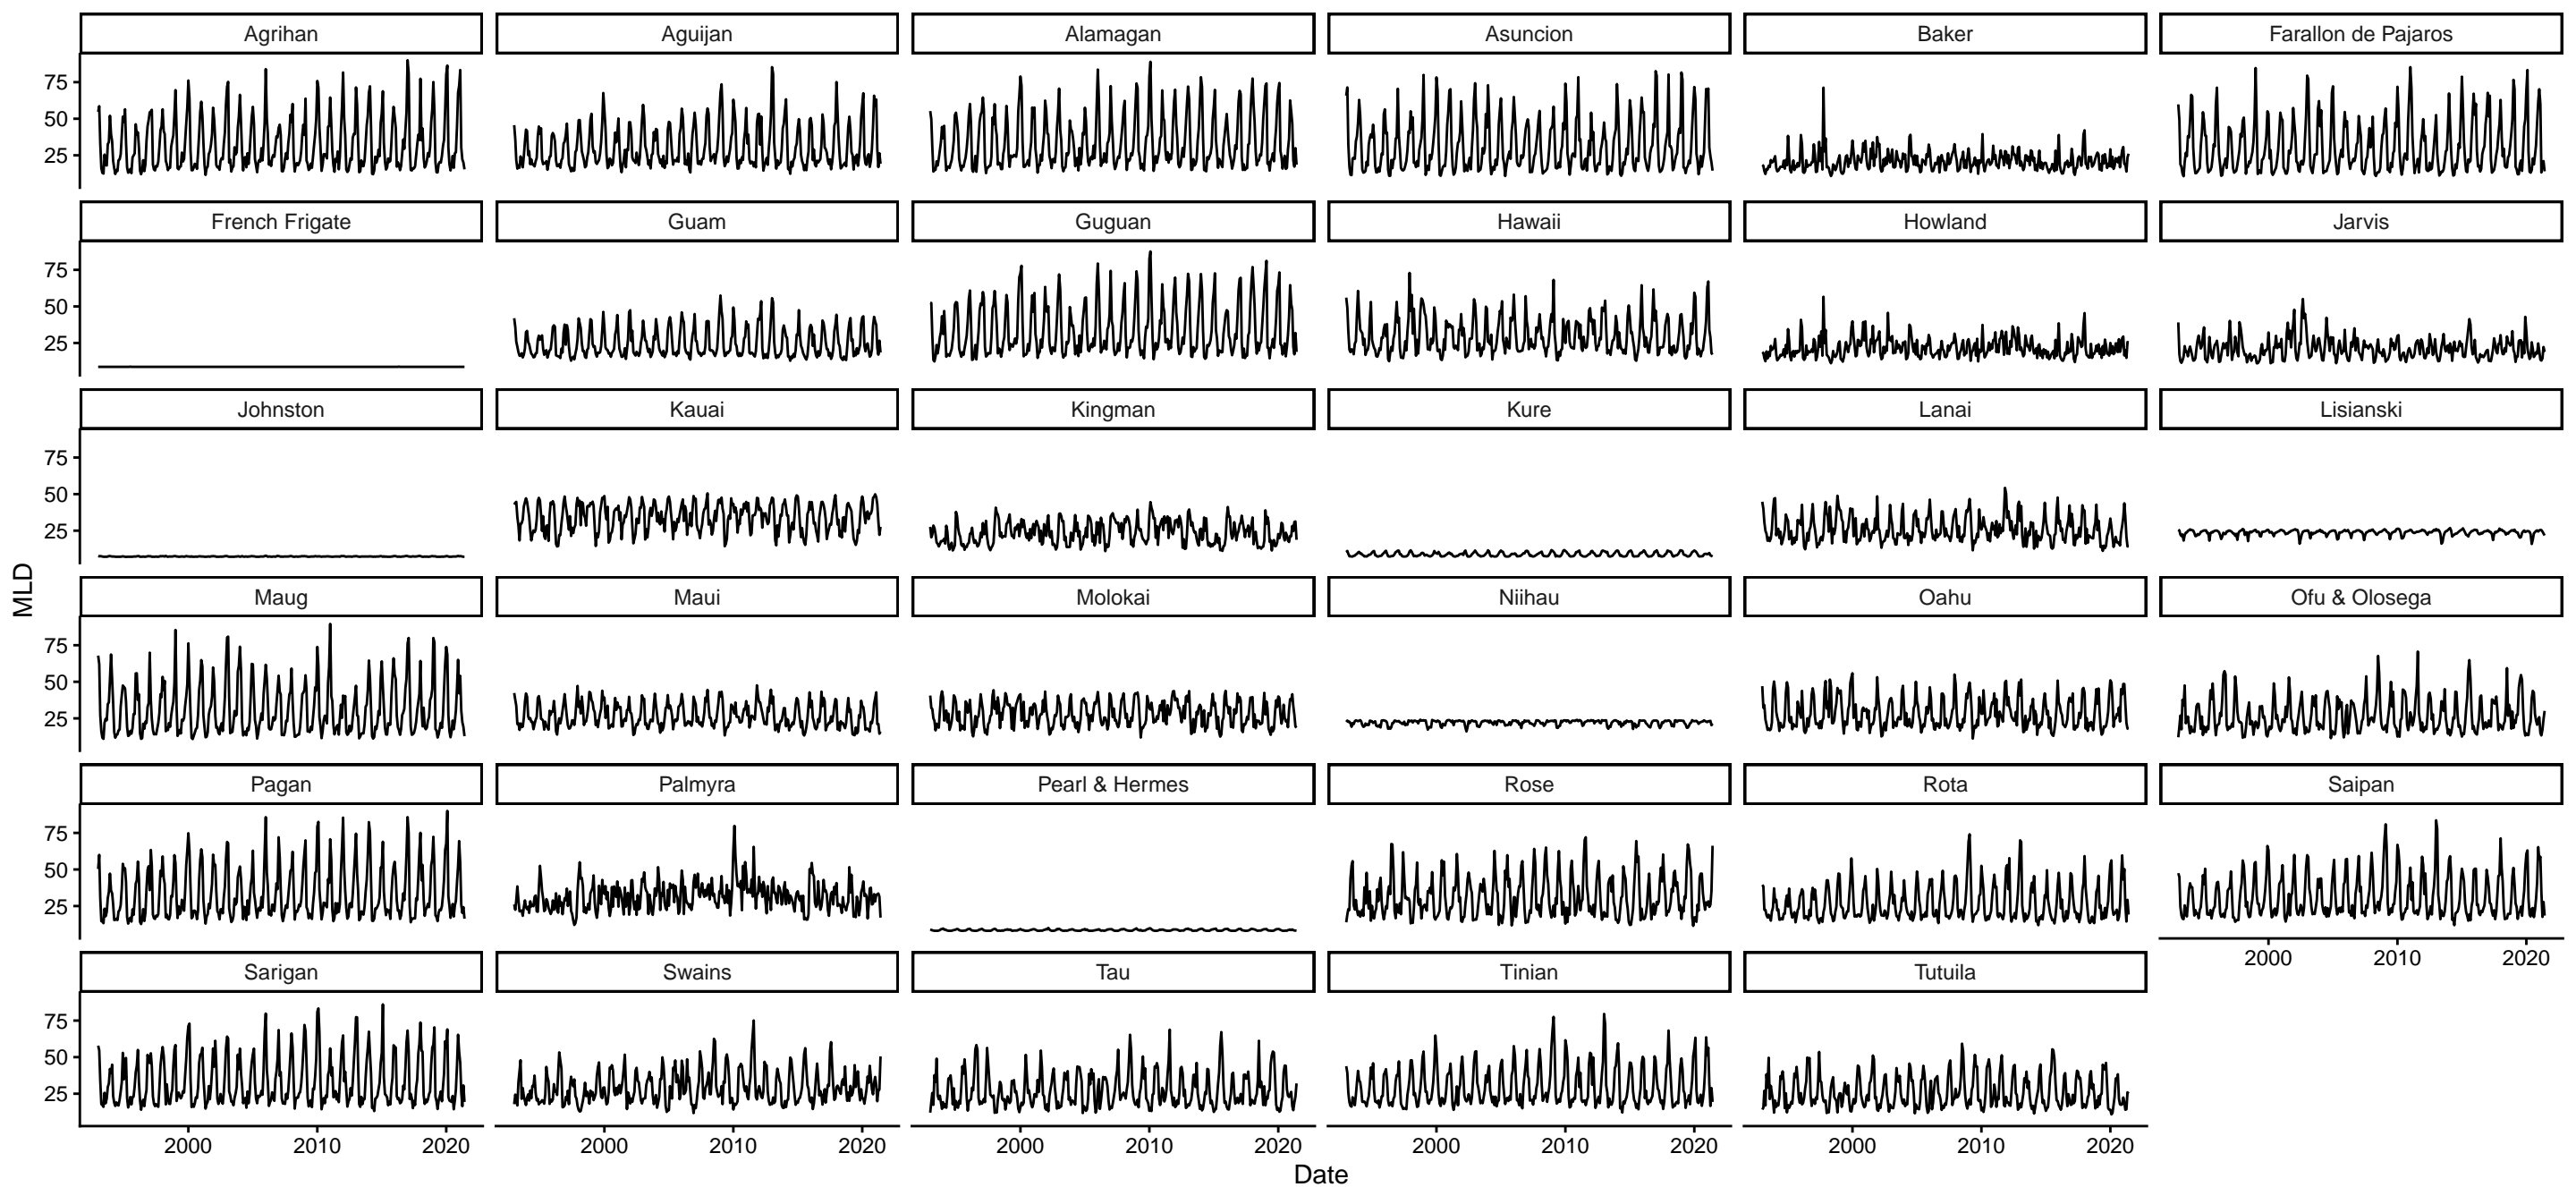 Agrihan Aguijan Alamagan Asuncion Baker Farallon de Pajaros
75
50
25
French Frigate Guam Guguan Hawaii Howland Jarvis
75
50
25
Johnston Kauai Kingman Kure Lanai Lisianski
75
50
25
MLD
Maug Maui Molokai Niihau Oahu Ofu & Olosega
75
50
25
Pagan Palmyra Pearl & Hermes Rose Rota Saipan
75
50
25
2000 2010 2020
Sarigan Swains Tau Tinian Tutuila
75
50
25
2000 2010 2020 2000 2010 2020 2000 2010 2020 2000 2010 2020 2000 2010 2020
Date